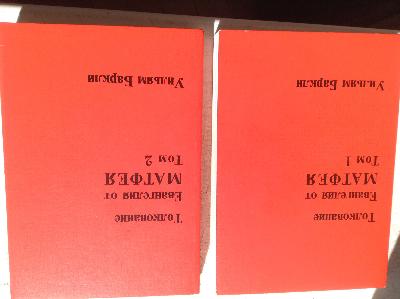 Уильям Баркли
Толкование
Евангелия от
МАТФЕЯ
Том 1
Уильям Баркли
Толкование
Евангелия от
МАТФЕЯ
Том 2